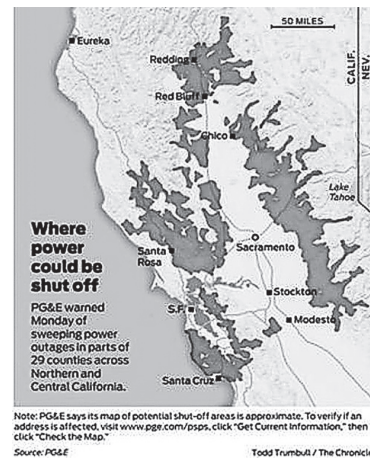 50 MILES
Eureka
CALIF.
NEV.
Redding
Red Bluff
Chico
Lake
Tahoe
Where
power
could be
shut off
Sacramento
Santa
Rosa
PG&E warned
Monday of
sweeping power
outages in parts of
29 counties across
Northern and
Central California.
Stockton
S.F.
Modesto
Santa Cruz
Note: PG&E says its map of potential shut-off areas is approximate. To verify if an
address is affected, visit www.pge.com/psps, click “Get Current Information,” then
click “Check the Map.”
Source: PG&E
Todd Trumbull / The Chronicle